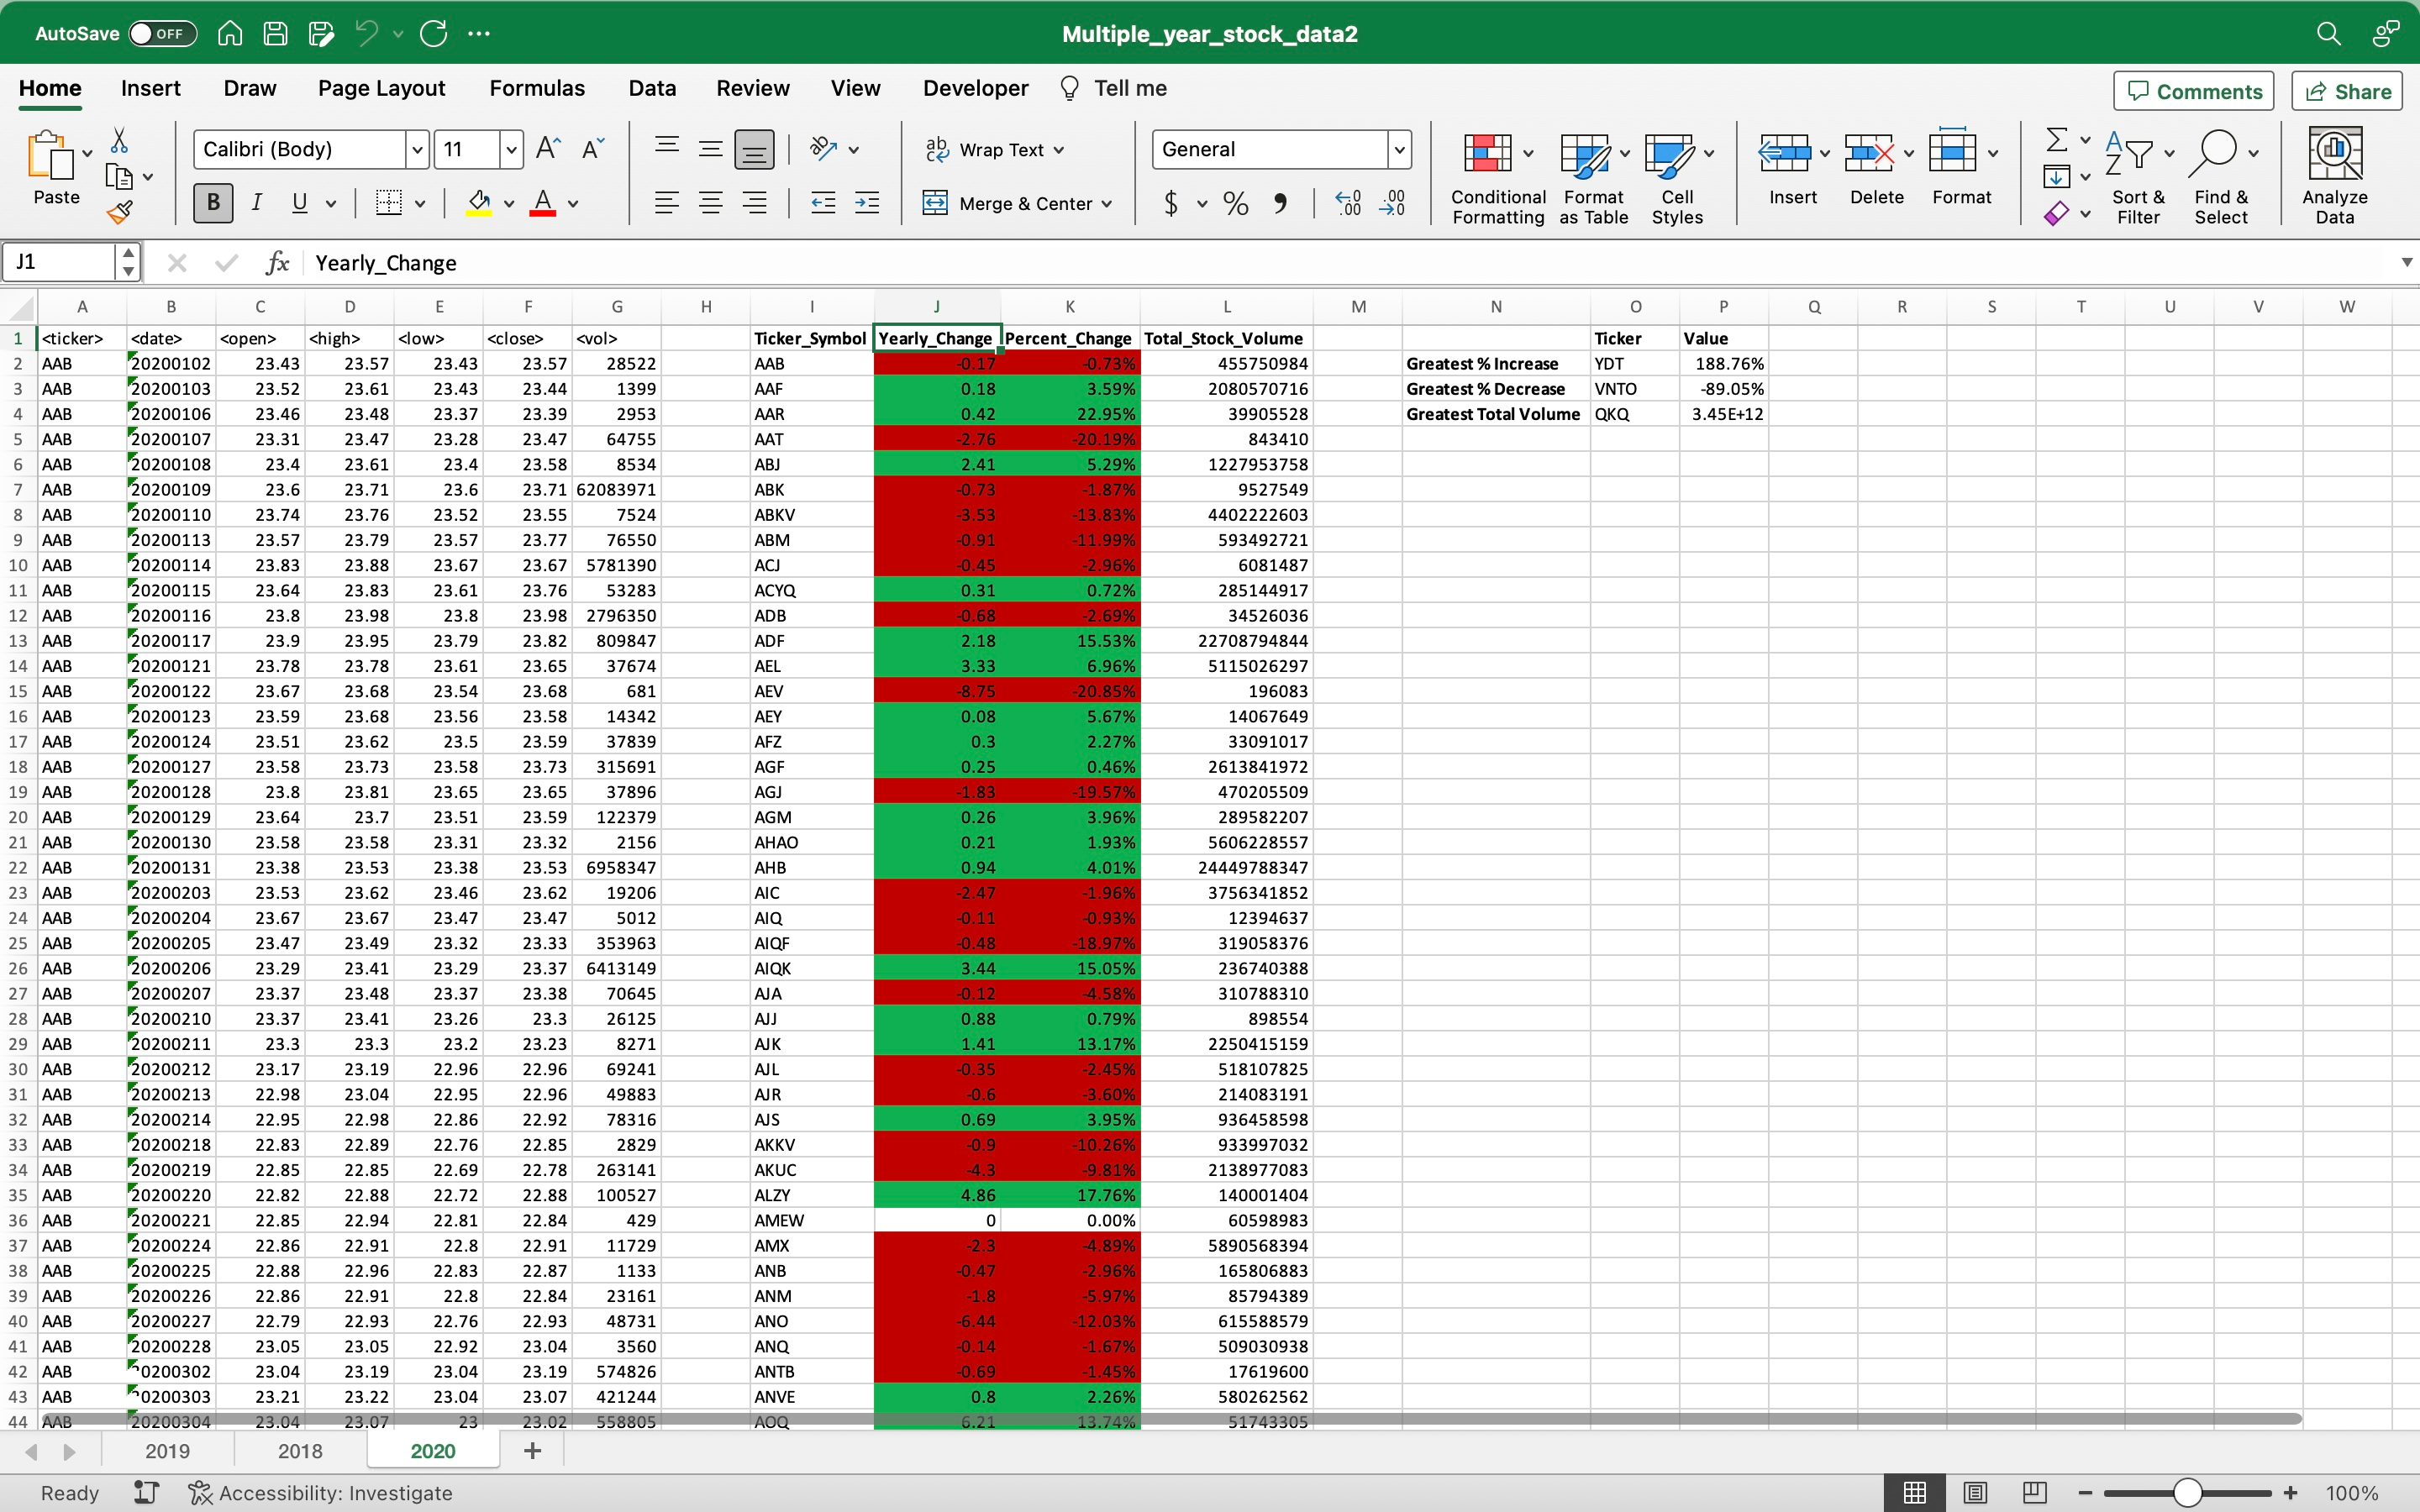 AutoSave OFF Multiple_year_stock_data2
Home Insert Draw Page Layout Formulas Data Review View Developer Tell me Comments Share
Paste Calibri (Body) 11 Wrap Text General Conditional Formatting Format as Table Cell Styles Insert Delete Format Sort & Filter Find & Select Analyze Data
B I U Merge & Center $ %
J1 fx Yearly_Change
A B C D E F G H I J K L M N O P Q R S T U V W
1 <ticker> <date> <open> <high> <low> <close> <vol> Ticker_Symbol Yearly_Change Percent_Change Total_Stock_Volume Ticker Value
2 AAB 20200102 23.43 23.57 23.43 23.57 28522 AAB -0.17 -0.73% 455750984 Greatest % Increase YDT 188.76%
3 AAB 20200103 23.52 23.61 23.43 23.44 1399 AAF 0.18 3.59% 2080570716 Greatest % Decrease VNTO -89.05%
4 AAB 20200106 23.46 23.48 23.37 23.39 2953 AAR 0.42 22.95% 39905528 Greatest Total Volume QKQ 3.45E+12
5 AAB 20200107 23.31 23.47 23.28 23.47 64755 AAT -2.76 -20.19% 843410
6 AAB 20200108 23.4 23.61 23.4 23.58 8534 ABJ 2.41 5.29% 1227953758
7 AAB 20200109 23.6 23.71 23.6 23.71 62083971 ABK -0.73 -1.87% 9527549
8 AAB 20200110 23.74 23.76 23.52 23.55 7524 ABKV -3.53 -13.83% 4402222603
9 AAB 20200113 23.57 23.79 23.57 23.77 76550 ABM -0.91 -11.99% 593492721
10 AAB 20200114 23.83 23.88 23.67 23.67 5781390 ACJ -0.45 -2.96% 6081487
11 AAB 20200115 23.64 23.83 23.61 23.76 53283 ACYQ 0.31 0.72% 285144917
12 AAB 20200116 23.8 23.98 23.8 23.98 2796350 ADB -0.68 -2.69% 34526036
13 AAB 20200117 23.9 23.95 23.79 23.82 809847 ADF 2.18 15.53% 22708794844
14 AAB 20200121 23.78 23.78 23.61 23.65 37674 AEL 3.33 6.96% 5115026297
15 AAB 20200122 23.67 23.68 23.54 23.68 681 AEV -8.75 -20.85% 196083
16 AAB 20200123 23.59 23.68 23.56 23.58 14342 AEY 0.08 5.67% 14067649
17 AAB 20200124 23.51 23.62 23.5 23.59 37839 AFZ 0.3 2.27% 33091017
18 AAB 20200127 23.58 23.73 23.58 23.73 315691 AGF 0.25 0.46% 2613841972
19 AAB 20200128 23.8 23.81 23.65 23.65 37896 AGJ -1.83 -19.57% 470205509
20 AAB 20200129 23.64 23.7 23.51 23.59 122379 AGM 0.26 3.96% 289582207
21 AAB 20200130 23.58 23.58 23.31 23.32 2156 AHAO 0.21 1.93% 5606228557
22 AAB 20200131 23.38 23.53 23.38 23.53 6958347 AHB 0.94 4.01% 24449788347
23 AAB 20200203 23.53 23.62 23.46 23.62 19206 AIC -2.47 -1.96% 3756341852
24 AAB 20200204 23.67 23.67 23.47 23.47 5012 AIQ -0.11 -0.93% 12394637
25 AAB 20200205 23.47 23.49 23.32 23.33 353963 AIQF -0.48 -18.97% 319058376
26 AAB 20200206 23.29 23.41 23.29 23.37 6413149 AIQK 3.44 15.05% 236740388
27 AAB 20200207 23.37 23.48 23.37 23.38 70645 AJA -0.12 -4.58% 310788310
28 AAB 20200210 23.37 23.41 23.26 23.3 26125 AJJ 0.88 0.79% 898554
29 AAB 20200211 23.3 23.3 23.2 23.23 8271 AJK 1.41 13.17% 2250415159
30 AAB 20200212 23.17 23.19 22.96 22.96 69241 AJL -0.35 -2.45% 518107825
31 AAB 20200213 22.98 23.04 22.95 22.96 49883 AJR -0.6 -3.60% 214083191
32 AAB 20200214 22.95 22.98 22.86 22.92 78316 AJS 0.69 3.95% 936458598
33 AAB 20200218 22.83 22.89 22.76 22.85 2829 AKKV -0.9 -10.26% 933997032
34 AAB 20200219 22.85 22.85 22.69 22.78 263141 AKUC -4.3 -9.81% 2138977083
35 AAB 20200220 22.82 22.88 22.72 22.88 100527 ALZY 4.86 17.76% 140001404
36 AAB 20200221 22.85 22.94 22.81 22.84 429 AMEW 0 0.00% 60598983
37 AAB 20200224 22.86 22.91 22.8 22.91 11729 AMX -2.3 -4.89% 5890568394
38 AAB 20200225 22.88 22.96 22.83 22.87 1133 ANB -0.47 -2.96% 165806883
39 AAB 20200226 22.86 22.91 22.8 22.84 23161 ANM -1.8 -5.97% 85794389
40 AAB 20200227 22.79 22.93 22.76 22.93 48731 ANO -6.44 -12.03% 615588579
41 AAB 20200228 23.05 23.05 22.92 23.04 3560 ANQ -0.14 -1.67% 509030938
42 AAB 20200302 23.04 23.19 23.04 23.19 574826 ANTB -0.69 -1.45% 17619600
43 AAB 20200303 23.21 23.22 23.04 23.07 421244 ANVE 0.8 2.26% 580262562
44 AAB 20200304 23.04 23.07 23 23.02 558805 AOQ 6.21 13.74% 51743305
2019 2018 2020 +
Ready Accessibility: Investigate 100%